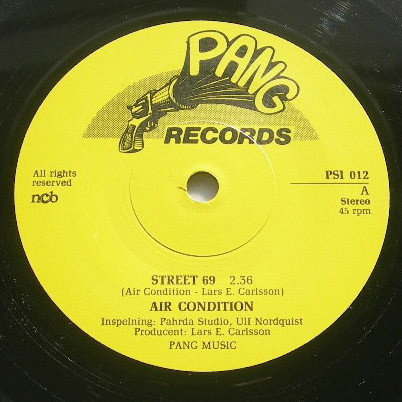 PANG
RECORDS
All rights
reserved
ncb
PSI 012
A
Stereo
45 rpm
STREET 69 2.36
(Air Condition - Lars E. Carlsson)
AIR CONDITION
Inspelning: Pahrda Studio, Ulf Nordquist
Producent: Lars E. Carlsson
PANG MUSIC